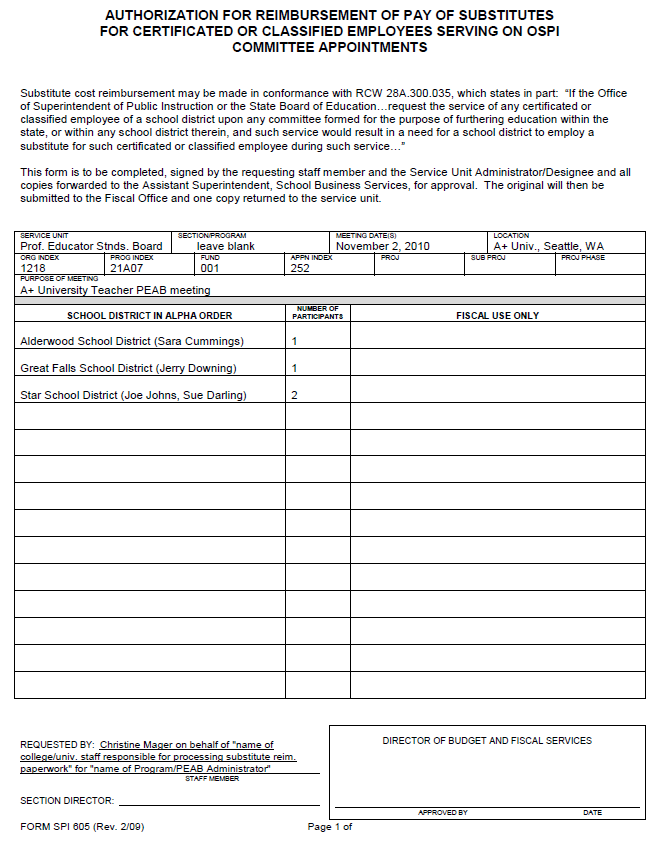 AUTHORIZATION FOR REIMBURSEMENT OF PAY OF SUBSTITUTES
FOR CERTIFICATED OR CLASSIFIED EMPLOYEES SERVING ON OSPI
COMMITTEE APPOINTMENTS
Substitute cost reimbursement may be made in conformance with RCW 28A.300.035, which states in part: “If the Office
of Superintendent of Public Instruction or the State Board of Education…request the service of any certificated or
classified employee of a school district upon any committee formed for the purpose of furthering education within the
state, or within any school district therein, and such service would result in a need for a school district to employ a
substitute for such certificated or classified employee during such service…”
This form is to be completed, signed by the requesting staff member and the Service Unit Administrator/Designee and all
copies forwarded to the Assistant Superintendent, School Business Services, for approval. The original will then be
submitted to the Fiscal Office and one copy returned to the service unit.
SERVICE UNIT SECTION/PROGRAM MEETING DATE(S) LOCATION
Prof. Educator Stnds. Board leave blank November 2, 2010 A+ Univ., Seattle, WA
ORG INDEX PROG INDEX FUND APPN INDEX PROJ SUB PROJ PROJ PHASE
1218 21A07 001 252
PURPOSE OF MEETING
A+ University Teacher PEAB meeting
SCHOOL DISTRICT IN ALPHA ORDER NUMBER OF PARTICIPANTS FISCAL USE ONLY
Alderwood School District (Sara Cummings) 1
Great Falls School District (Jerry Downing) 1
Star School District (Joe Johns, Sue Darling) 2
REQUESTED BY: Christine Mager on behalf of "name of
college/univ. staff responsible for processing substitute reim.
paperwork" for "name of Program/PEAB Administrator"
STAFF MEMBER
SECTION DIRECTOR:
DIRECTOR OF BUDGET AND FISCAL SERVICES
APPROVED BY DATE
FORM SPI 605 (Rev. 2/09) Page 1 of